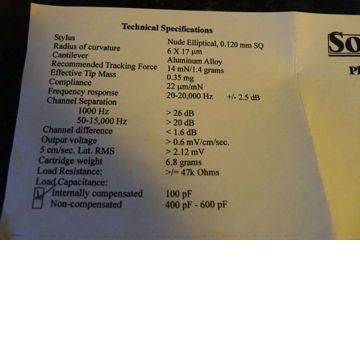 Technical Specifications
Stylus Nude Elliptical, 0.120 mm SQ
Radius of curvature 6 X 17 µm
Cantilever Aluminum Alloy
Recommended Tracking Force 14 mN/1.4 grams
Effective Tip Mass 0.35 mg
Compliance 22 µm/mN
Frequency response 20-20,000 Hz +/- 2.5 dB
Channel Separation
1000 Hz > 26 dB
50-15,000 Hz > 20 dB
Channel difference < 1.6 dB
Output voltage > 0.6 mV/cm/sec.
5 cm/sec. Lat. RMS > 2.12 mV
Cartridge weight 6.8 grams
Load Resistance: >/= 47k Ohms
Load Capacitance:
Internally compensated 100 pF
Non-compensated 400 pF - 600 pF